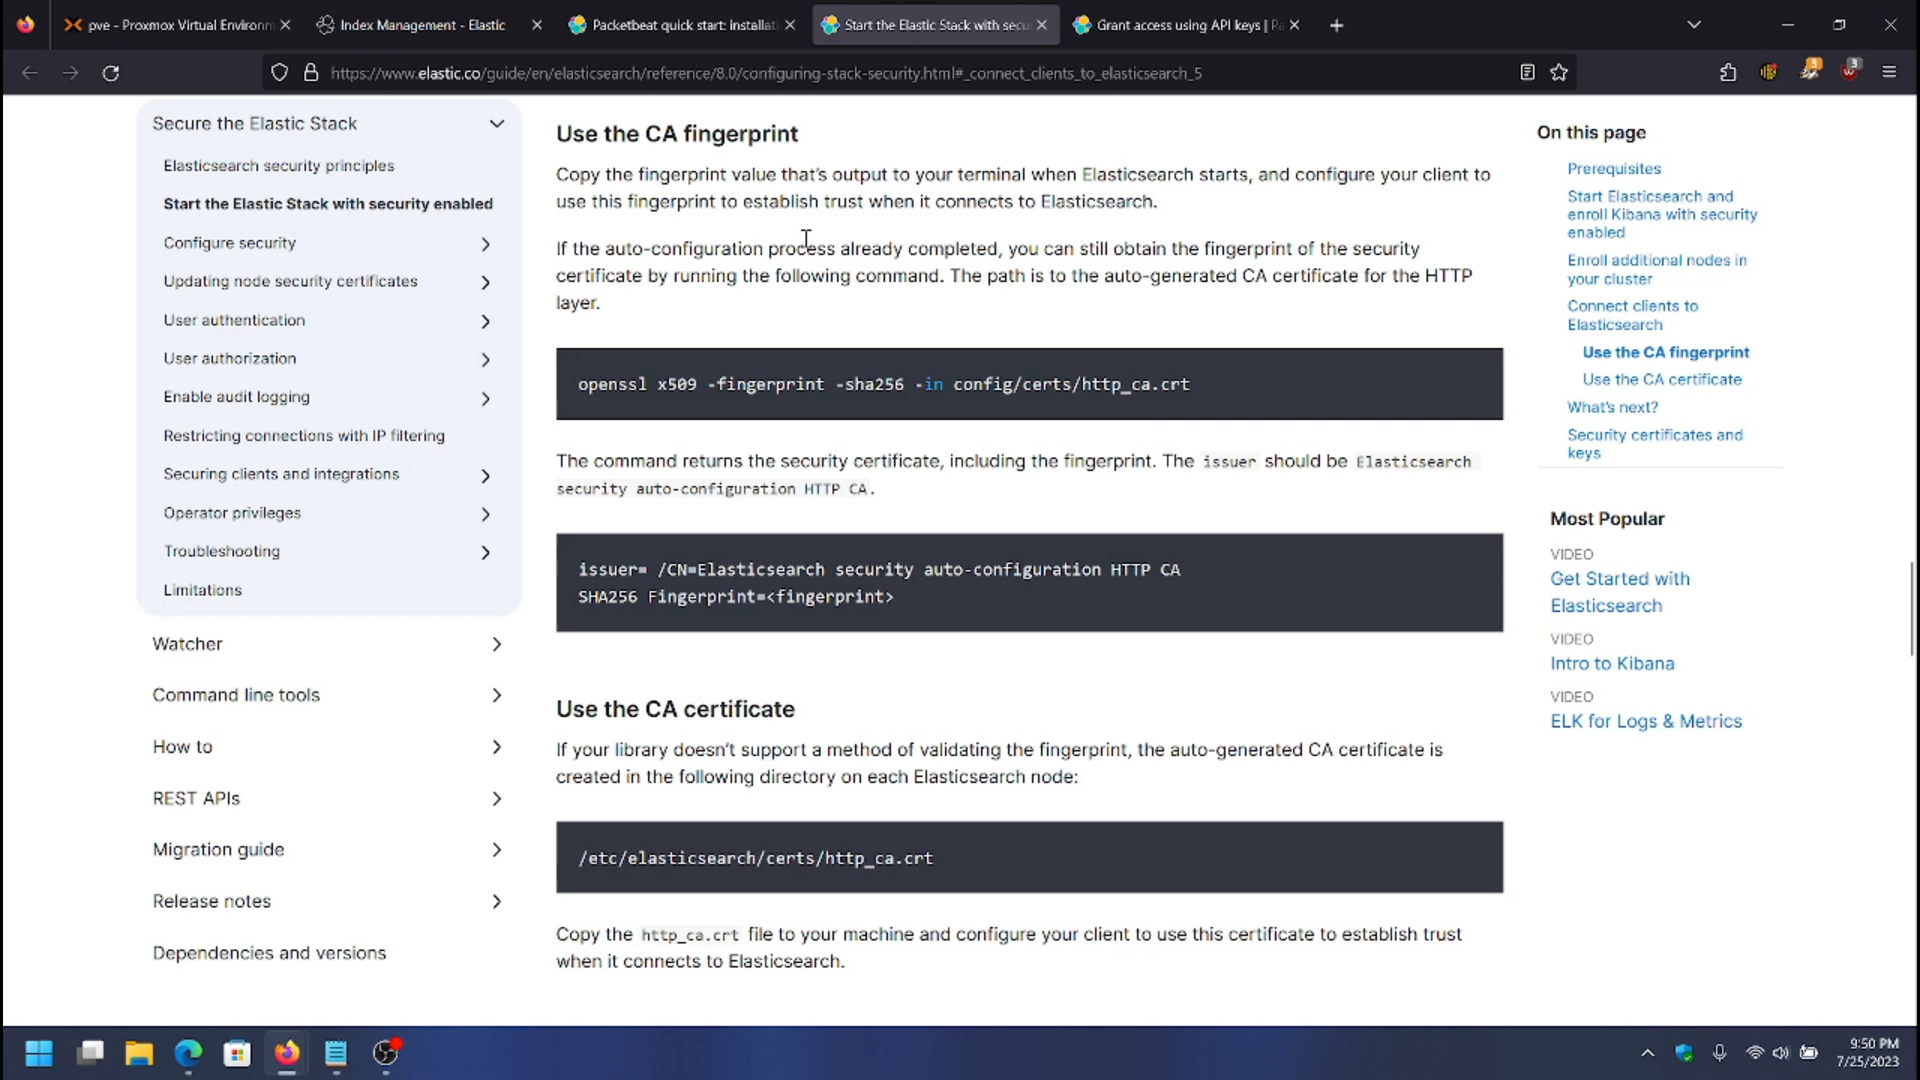 pve - Proxmox Virtual Environm
Index Management - Elastic
Packetbeat quick start: installati
Start the Elastic Stack with secu
Grant access using API keys | Pa
https://www.elastic.co/guide/en/elasticsearch/reference/8.0/configuring-stack-security.html#_connect_clients_to_elasticsearch_5
3
3
Secure the Elastic Stack
Elasticsearch security principles
Start the Elastic Stack with security enabled
Configure security
Updating node security certificates
User authentication
User authorization
Enable audit logging
Restricting connections with IP filtering
Securing clients and integrations
Operator privileges
Troubleshooting
Limitations
Watcher
Command line tools
How to
REST APIs
Migration guide
Release notes
Dependencies and versions
Use the CA fingerprint
Copy the fingerprint value that's output to your terminal when Elasticsearch starts, and configure your client to
use this fingerprint to establish trust when it connects to Elasticsearch.
If the auto-configuration process already completed, you can still obtain the fingerprint of the security
certificate by running the following command. The path is to the auto-generated CA certificate for the HTTP
layer.
openssl x509 -fingerprint -sha256 -in config/certs/http_ca.crt
The command returns the security certificate, including the fingerprint. The issuer should be Elasticsearch
security auto-configuration HTTP CA.
issuer= /CN=Elasticsearch security auto-configuration HTTP CA
SHA256 Fingerprint=<fingerprint>
Use the CA certificate
If your library doesn't support a method of validating the fingerprint, the auto-generated CA certificate is
created in the following directory on each Elasticsearch node:
/etc/elasticsearch/certs/http_ca.crt
Copy the http_ca.crt file to your machine and configure your client to use this certificate to establish trust
when it connects to Elasticsearch.
On this page
Prerequisites
Start Elasticsearch and
enroll Kibana with security
enabled
Enroll additional nodes in
your cluster
Connect clients to
Elasticsearch
Use the CA fingerprint
Use the CA certificate
What's next?
Security certificates and
keys
Most Popular
VIDEO
Get Started with
Elasticsearch
VIDEO
Intro to Kibana
VIDEO
ELK for Logs & Metrics
9:50 PM
7/25/2023